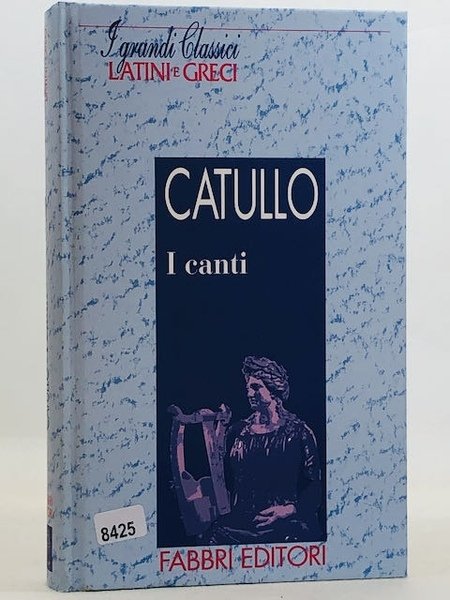 I grandi Classici
LATINI E GRECI
CATULLO
I canti
8425
FABBRI EDITORI